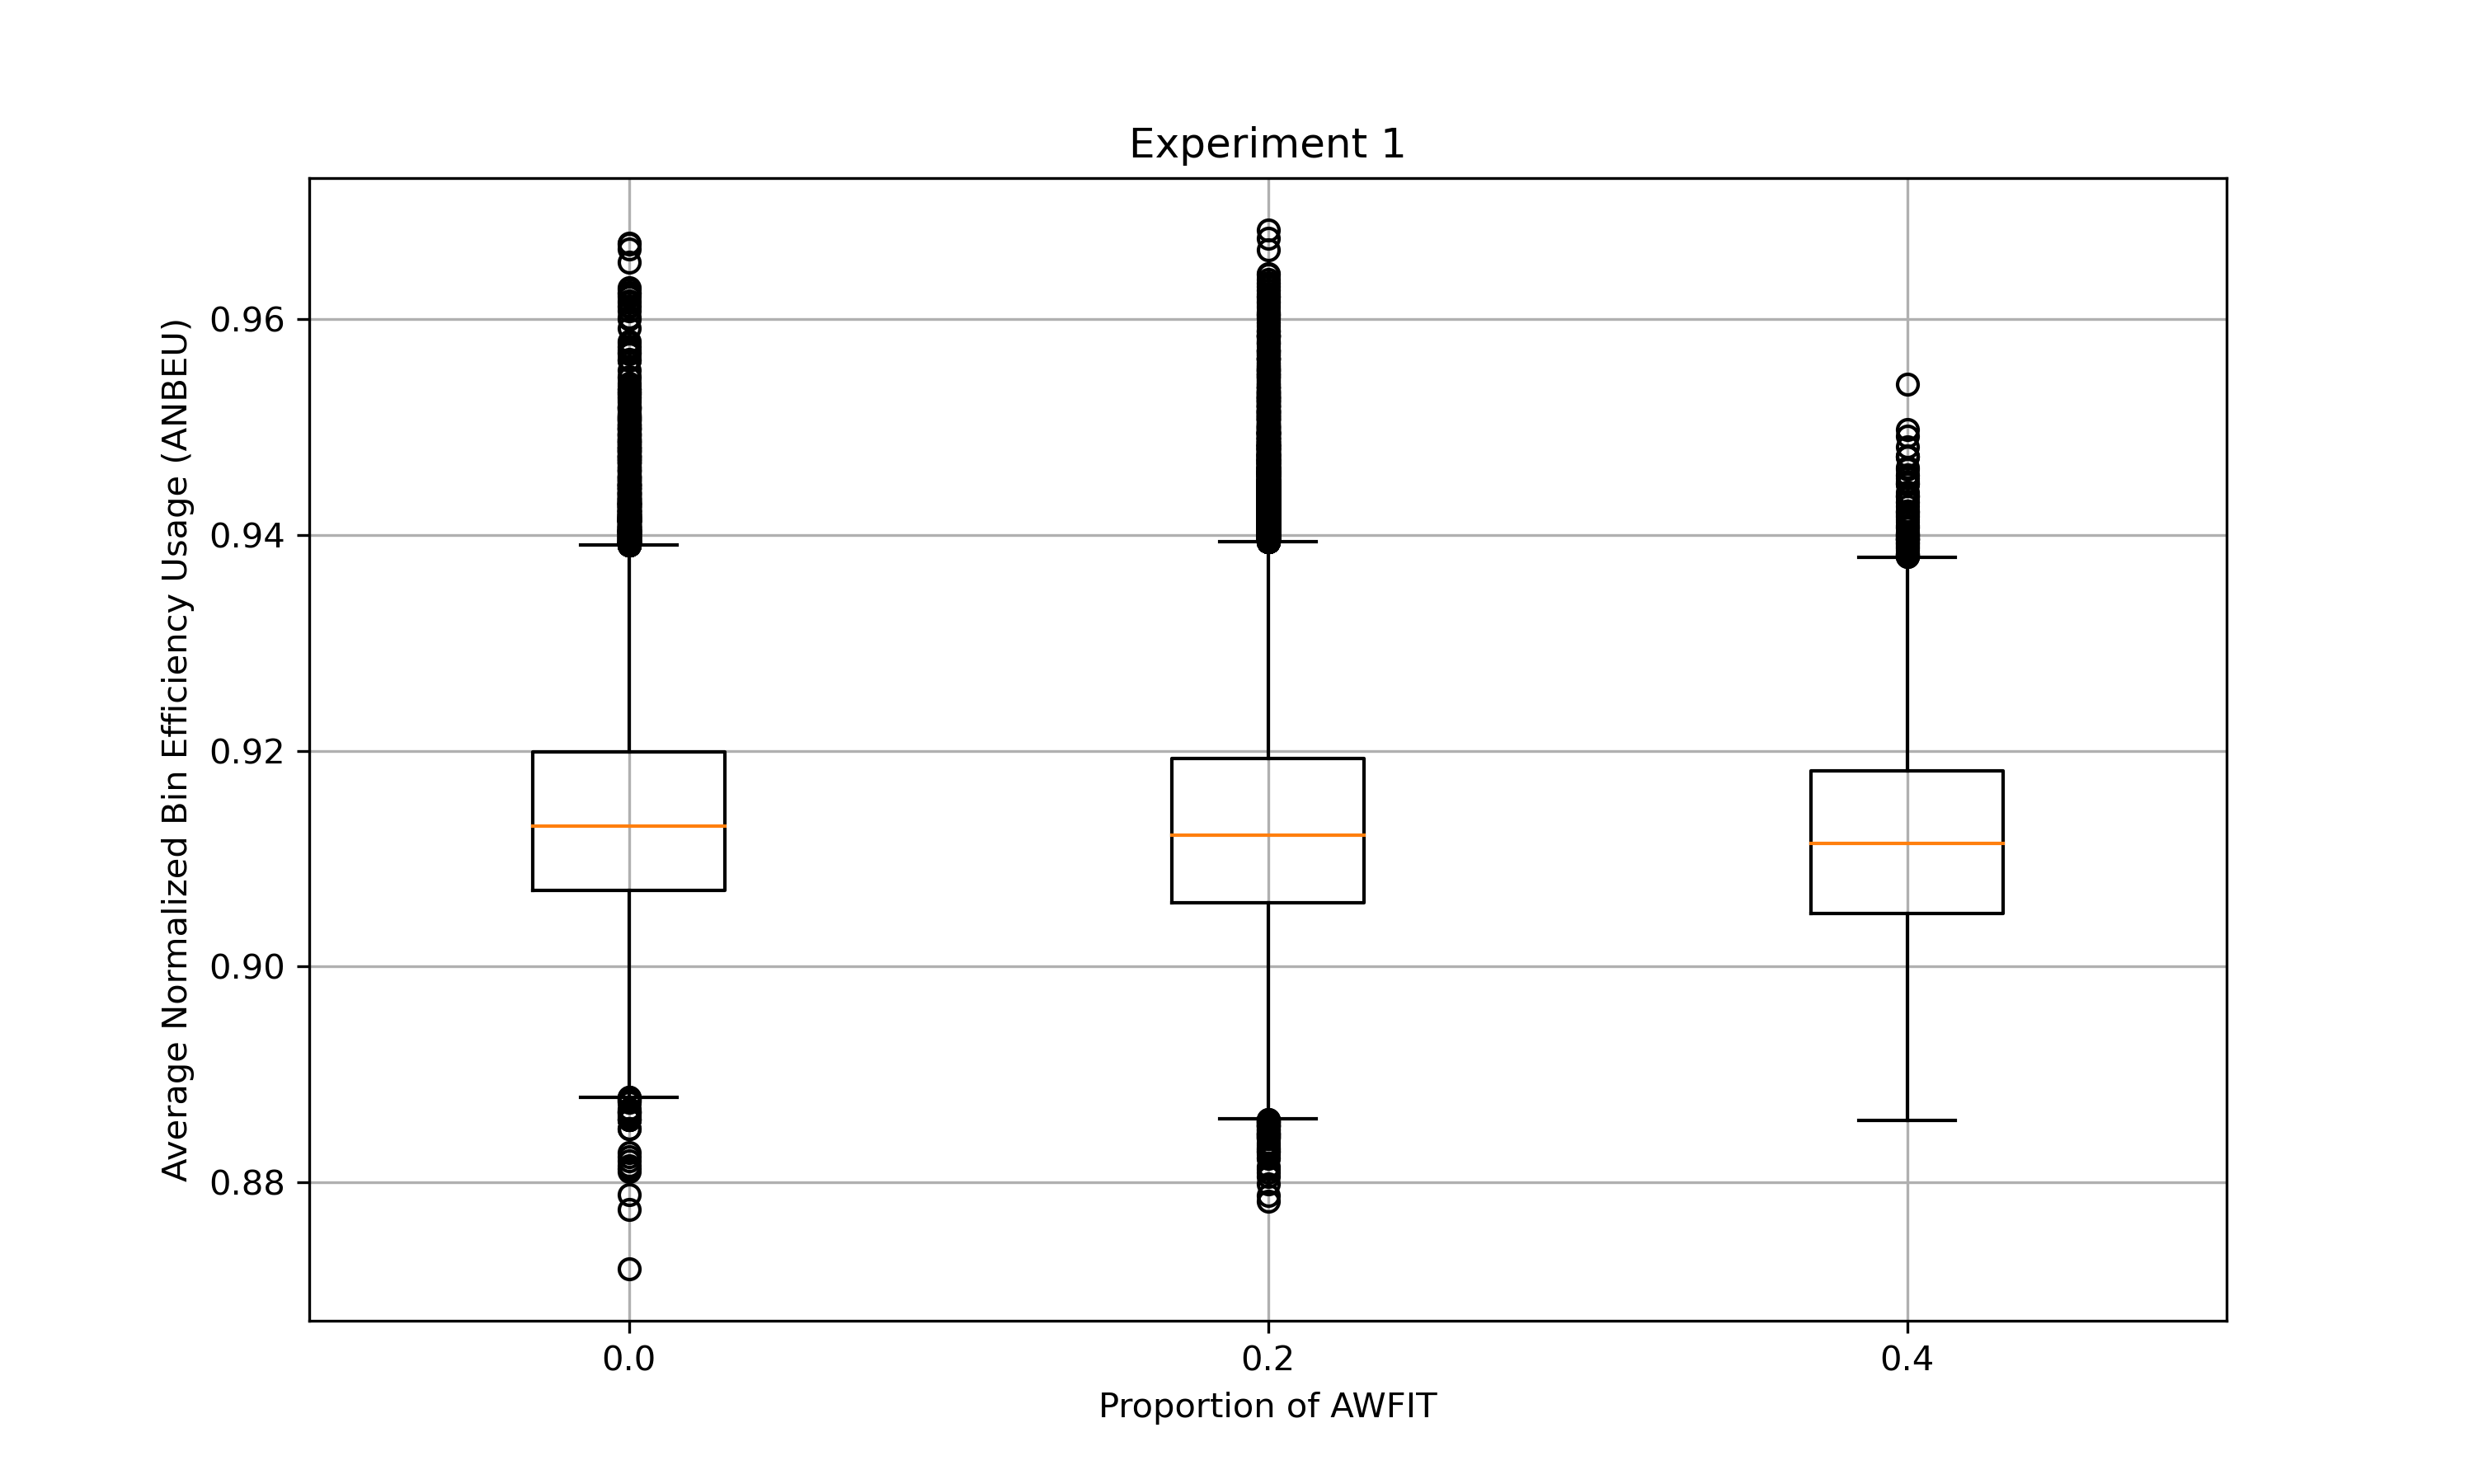 Experiment 1
Average Normalized Bin Efficiency Usage (ANBEU)
0.96
0.94
0.92
0.90
0.88
0.0
0.2
0.4
Proportion of AWFIT